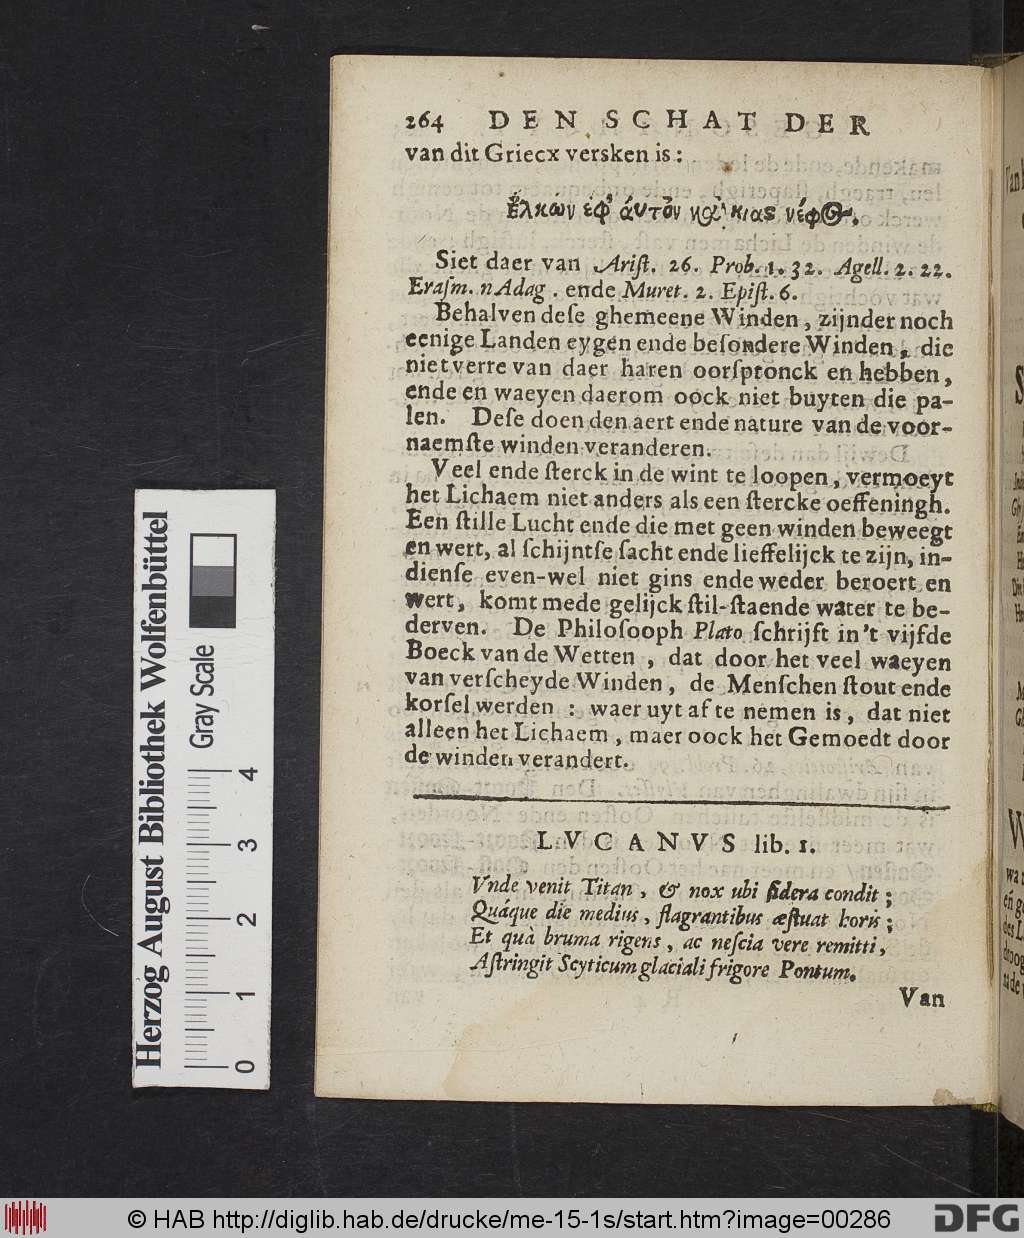 264 DEN SCHAT DER
van dit Griecx versken is:
Ἕλκων ἐφ' αὑτὸν καικίας νέφος.
Siet daer van Ariſt. 26. Prob. 1. 32. Agell. 2. 22.
Eraſm. nAdag. ende Muret. 2. Epiſt. 6.
Behalven deſe ghemeene Winden, zijnder noch
eenige Landen eygen ende beſondere Winden, die
niet verre van daer haren oorſpronck en hebben,
ende en waeyen daerom oock niet buyten die pa-
len. Deſe doen den aert ende nature van de voor-
naemſte winden veranderen.
Veel ende ſterck in de wint te loopen, vermoeyt
het Lichaem niet anders als een ſtercke oeffeningh.
Een ſtille Lucht ende die met geen winden beweegt
en wert, al ſchijntſe ſacht ende lieffelijck te zijn, in-
dienſe even-wel niet gins ende weder beroert en
wert, komt mede gelijck ſtil-ſtaende water te be-
derven. De Philoſooph Plato ſchrijft in't vijfde
Boeck van de Wetten, dat door het veel waeyen
van verſcheyde Winden, de Menſchen ſtout ende
korſel werden: waer uyt af te nemen is, dat niet
alleen het Lichaem, maer oock het Gemoedt door
de winden verandert.
LVCANVS lib. 1.
Vnde venit Titan, & nox ubi ſidera condit;
Quáque die medius, flagrantibus æſtuat horis;
Et quà bruma rigens, ac neſcia vere remitti,
Aſtringit Scyticum glaciali frigore Pontum.
Van
Herzog August Bibliothek Wolfenbüttel
Gray Scale
0 1 2 3 4
© HAB http://diglib.hab.de/drucke/me-15-1s/start.htm?image=00286
DFG